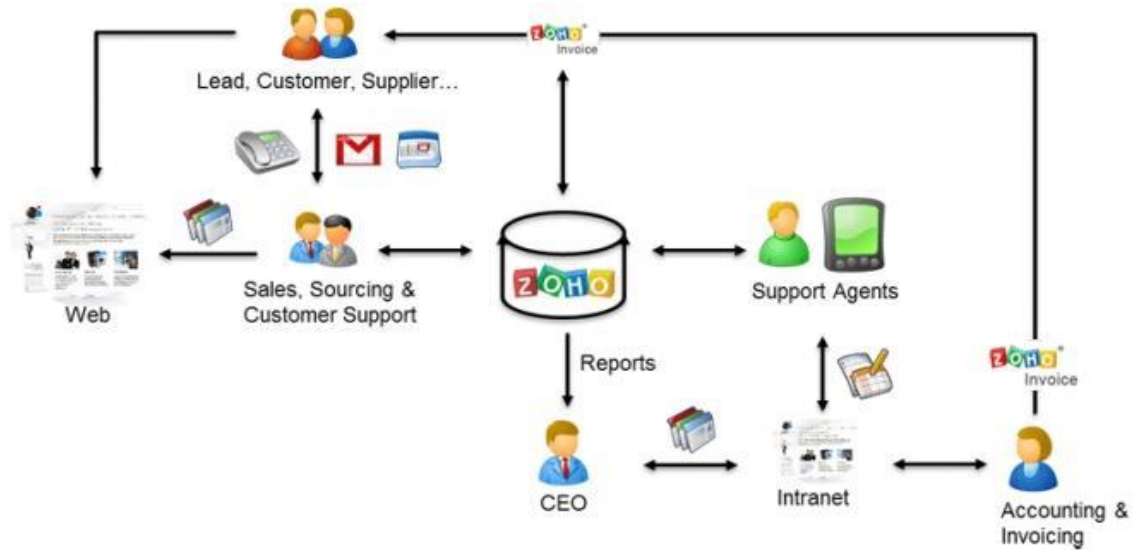 ZOHO
Invoice
Lead, Customer, Supplier...
Web
Sales, Sourcing &
Customer Support
ZOHO
Support Agents
Reports
ZOHO
Invoice
CEO
Intranet
Accounting &
Invoicing